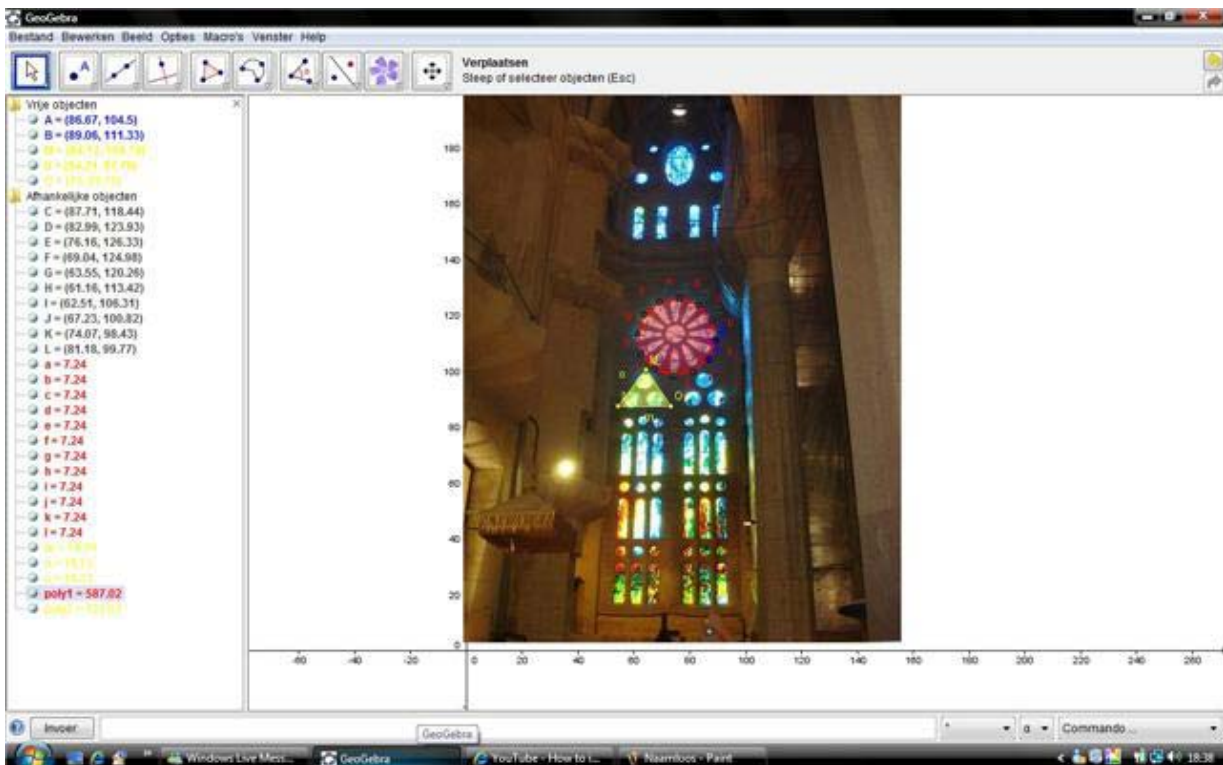 GeoGebra
Bestand Bewerken Beeld Opties Macro's Venster Help
Verplaatsen
Sleep of selecteer objecten (Esc)
Vrije objecten
A = (86.67, 104.5)
B = (89.06, 111.33)
Afhankelijke objecten
C = (87.71, 118.44)
D = (82.99, 123.93)
E = (76.16, 126.33)
F = (69.04, 124.98)
G = (63.55, 120.26)
H = (61.16, 113.42)
I = (62.51, 106.31)
J = (67.23, 100.82)
K = (74.07, 98.43)
L = (81.18, 99.77)
a = 7.24
b = 7.24
c = 7.24
d = 7.24
e = 7.24
f = 7.24
g = 7.24
h = 7.24
i = 7.24
j = 7.24
k = 7.24
l = 7.24
poly1 = 587.02
180
160
140
120
100
80
60
40
20
0
-60 -40 -20 0 20 40 60 80 100 120 140 160 180 200 220 240 260
Invoer:
GeoGebra
° α Commando ...
Windows Live Mess... GeoGebra YouTube - How to i... Naamloos - Paint 18:38